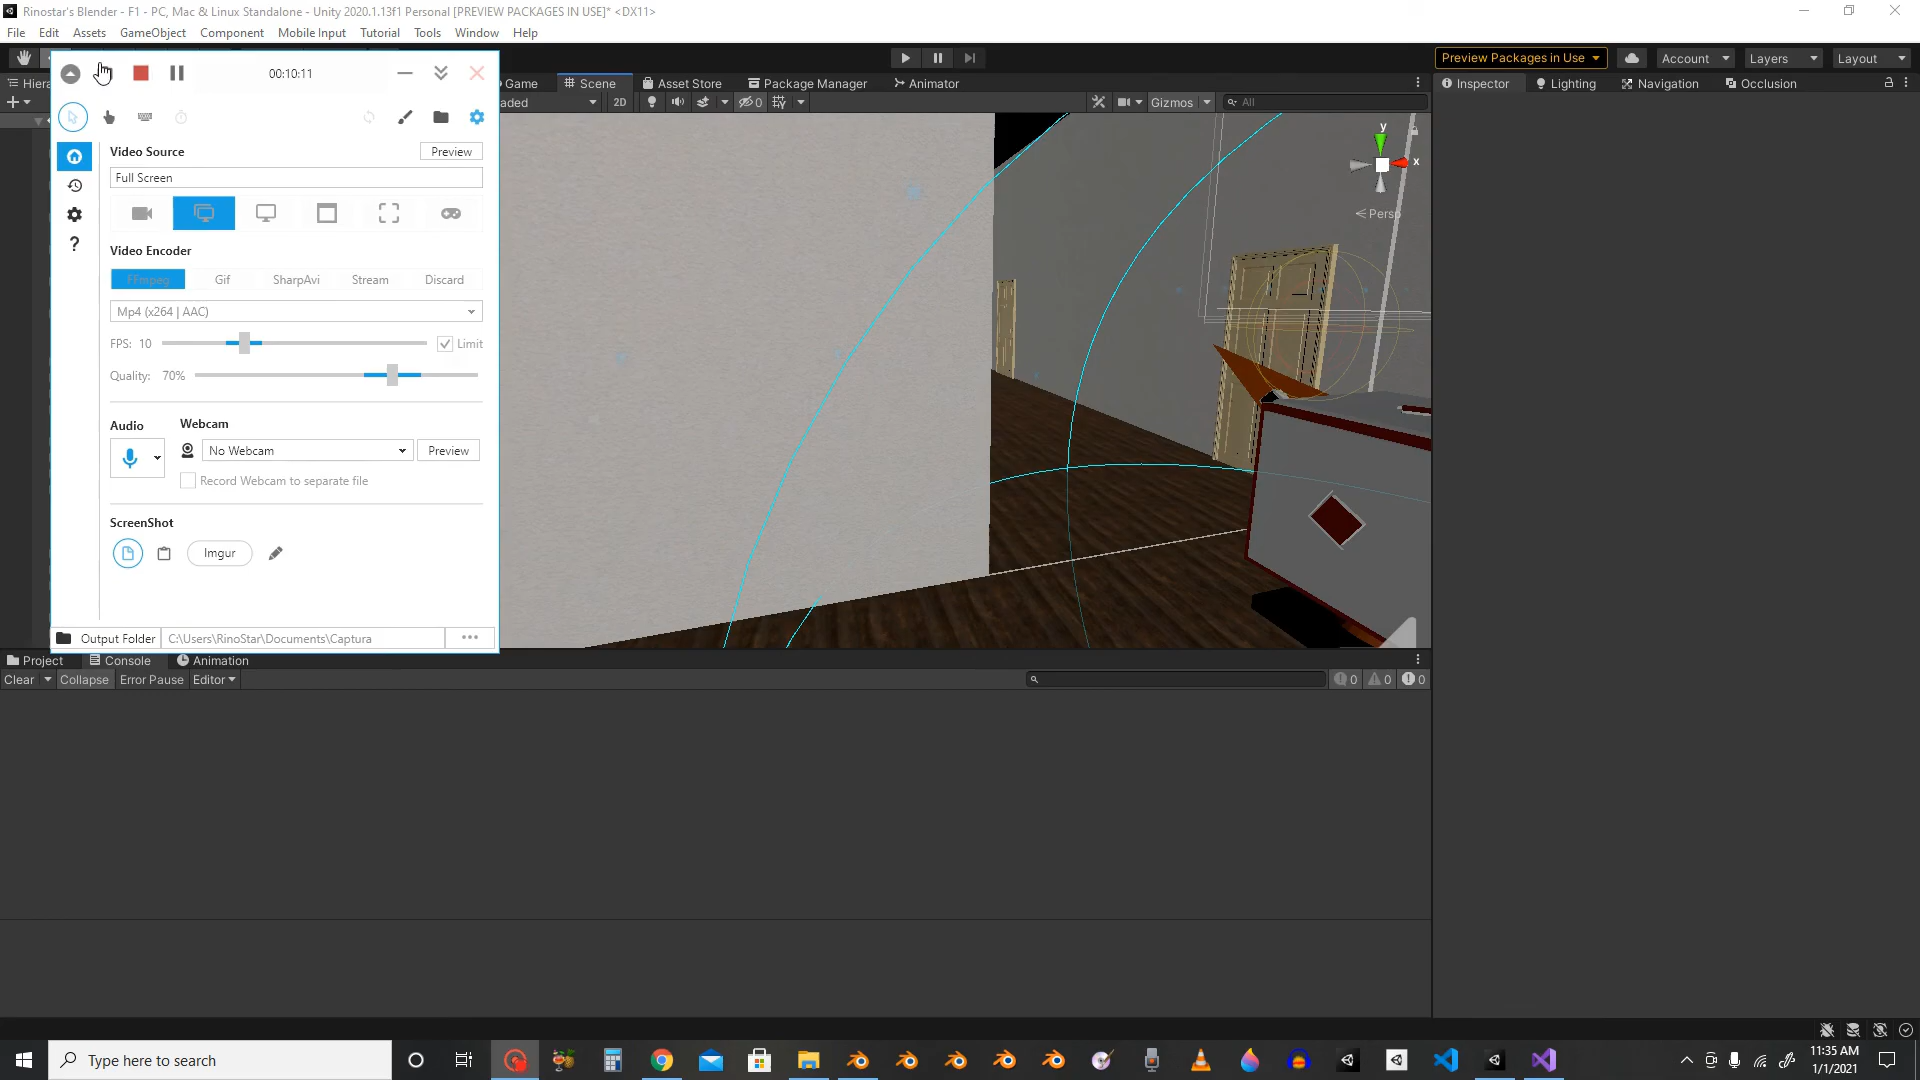 Rinostar's Blender - F1 - PC, Mac & Linux Standalone - Unity 2020.1.13f1 Personal [PREVIEW PACKAGES IN USE]* <DX11>
File Edit Assets GameObject Component Mobile Input Tutorial Tools Window Help
Preview Packages in Use Account Layers Layout
00:10:11
Hiera Game Scene Asset Store Package Manager Animator
Inspector Lighting Navigation Occlusion
aded 2D 0 Gizmos All
Video Source Preview
Full Screen
Video Encoder
FFmpeg Gif SharpAvi Stream Discard
Mp4 (x264 | AAC)
FPS: 10 Limit
Quality: 70%
Audio Webcam
No Webcam Preview
Record Webcam to separate file
ScreenShot
Imgur
Output Folder C:\Users\RinoStar\Documents\Captura ...
y
x
< Persp
Project Console Animation
Clear Collapse Error Pause Editor 0 0 0
Type here to search
11:35 AM
1/1/2021